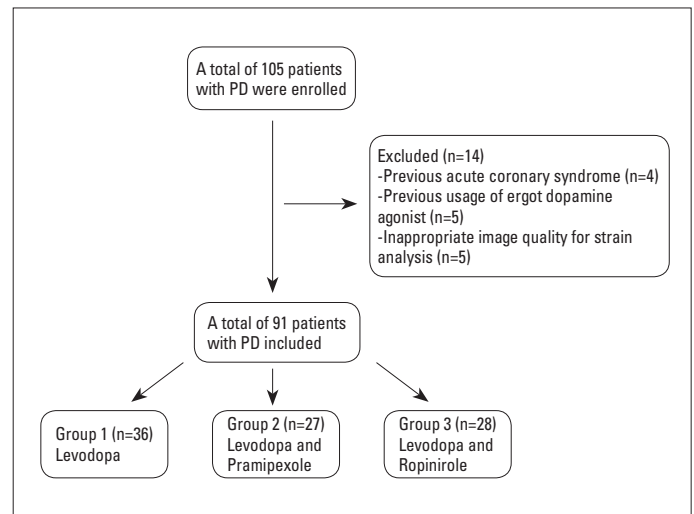 A total of 105 patients
with PD were enrolled
Excluded (n=14)
-Previous acute coronary syndrome (n=4)
-Previous usage of ergot dopamine
agonist (n=5)
-Inappropriate image quality for strain
analysis (n=5)
A total of 91 patients
with PD included
Group 1 (n=36)
Levodopa
Group 2 (n=27)
Levodopa and
Pramipexole
Group 3 (n=28)
Levodopa and
Ropinirole